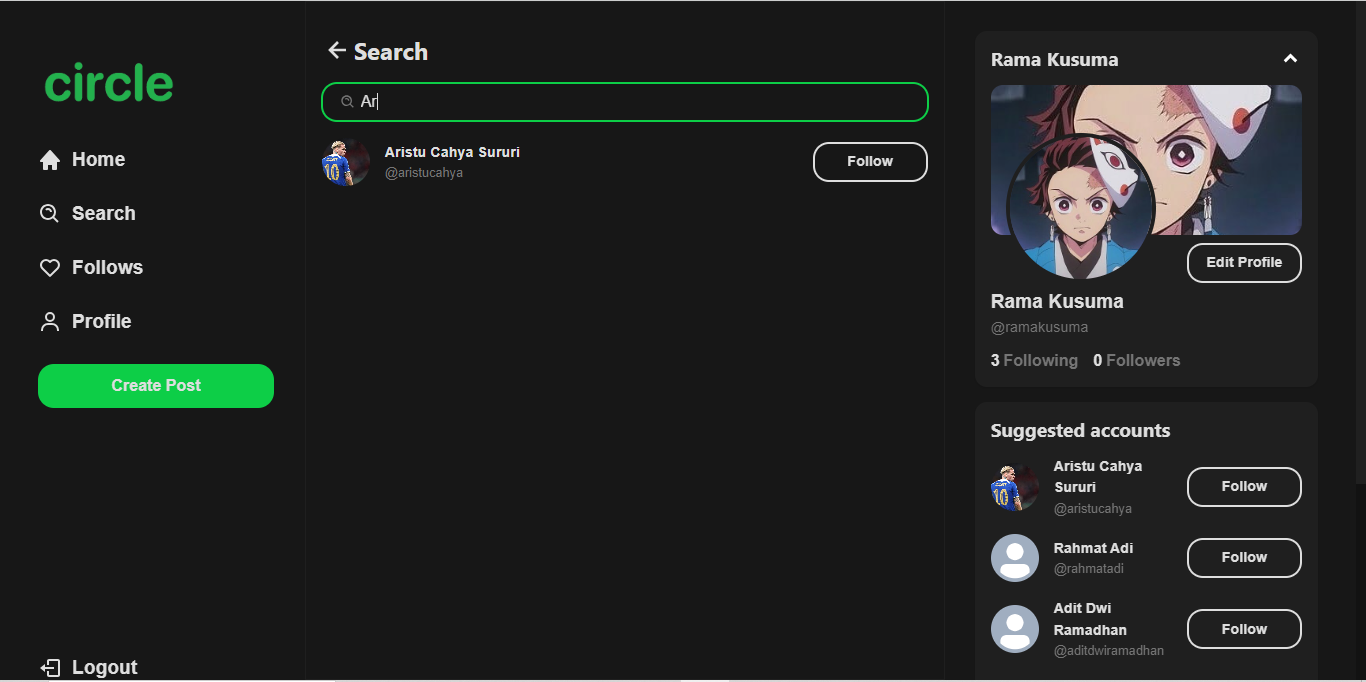 circle
Home
Search
Follows
Profile
Create Post
Logout
Search
Ar
Aristu Cahya Sururi
@aristucahya
Follow
Rama Kusuma
Edit Profile
Rama Kusuma
@ramakusuma
3 Following 0 Followers
Suggested accounts
Aristu Cahya
Sururi
@aristucahya
Follow
Rahmat Adi
@rahmatadi
Follow
Adit Dwi
Ramadhan
@aditdwiramadhan
Follow